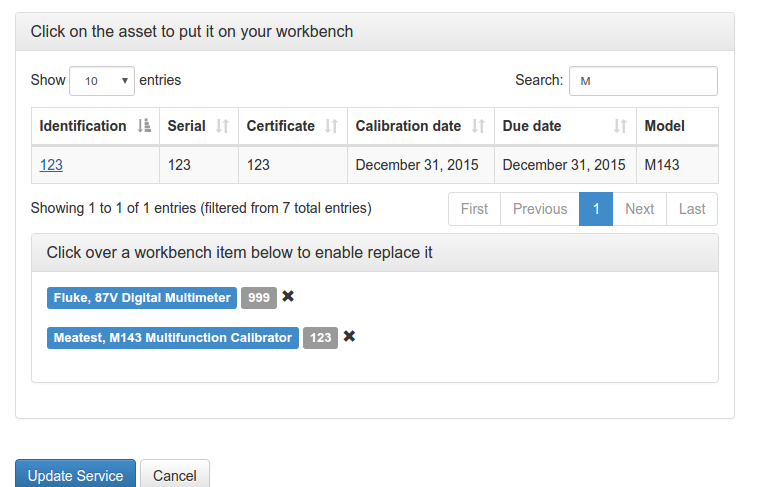 Click on the asset to put it on your workbench
Show 10 entries Search: M
Identification Serial Certificate Calibration date Due date Model
123 123 123 December 31, 2015 December 31, 2015 M143
Showing 1 to 1 of 1 entries (filtered from 7 total entries) First Previous 1 Next Last
Click over a workbench item below to enable replace it
Fluke, 87V Digital Multimeter 999 ✖
Meatest, M143 Multifunction Calibrator 123 ✖
Update Service Cancel